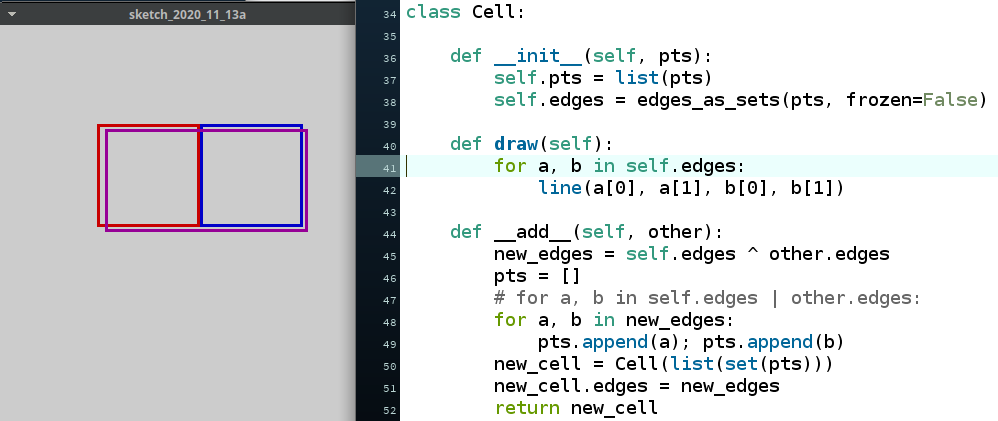 sketch_2020_11_13a
34 class Cell:
35
36     def __init__(self, pts):
37         self.pts = list(pts)
38         self.edges = edges_as_sets(pts, frozen=False)
39
40     def draw(self):
41         for a, b in self.edges:
42             line(a[0], a[1], b[0], b[1])
43
44     def __add__(self, other):
45         new_edges = self.edges ^ other.edges
46         pts = []
47         # for a, b in self.edges | other.edges:
48         for a, b in new_edges:
49             pts.append(a); pts.append(b)
50         new_cell = Cell(list(set(pts)))
51         new_cell.edges = new_edges
52         return new_cell